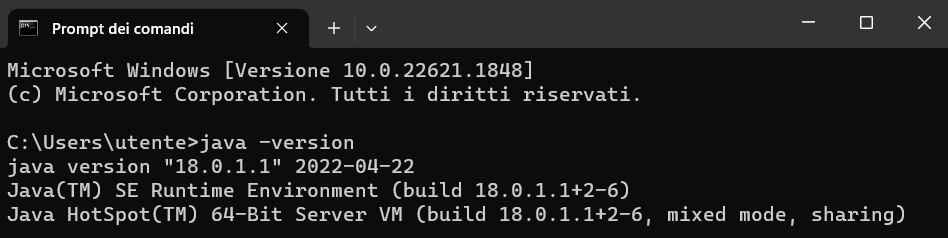 Prompt dei comandi
Microsoft Windows [Versione 10.0.22621.1848]
(c) Microsoft Corporation. Tutti i diritti riservati.
C:\Users\utente>java -version
java version "18.0.1.1" 2022-04-22
Java(TM) SE Runtime Environment (build 18.0.1.1+2-6)
Java HotSpot(TM) 64-Bit Server VM (build 18.0.1.1+2-6, mixed mode, sharing)